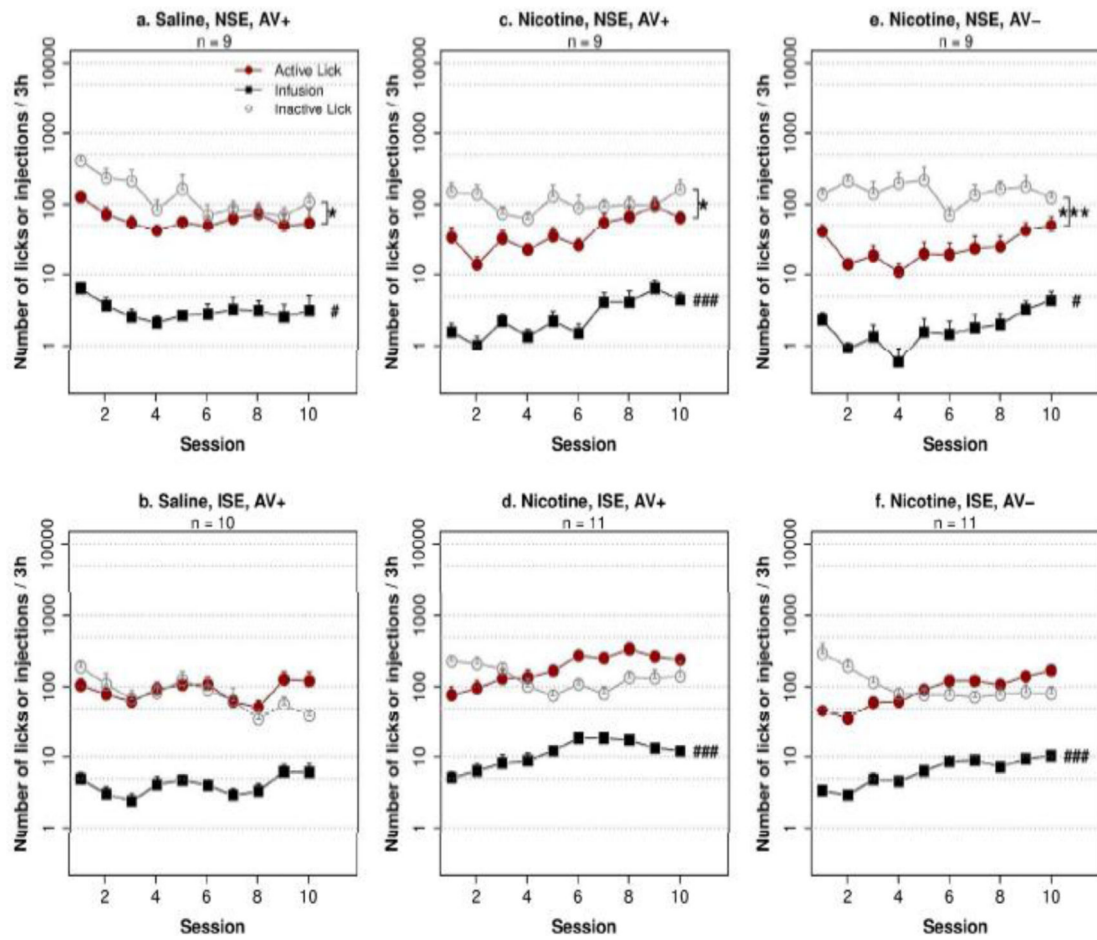 a. Saline, NSE, AV+
n = 9
Number of licks or injections / 3h
10000
1000
100
10
1
Active Lick
Infusion
Inactive Lick
*
#
2 4 6 8 10
Session
c. Nicotine, NSE, AV+
n = 9
Number of licks or injections / 3h
10000
1000
100
10
1
*
###
2 4 6 8 10
Session
e. Nicotine, NSE, AV−
n = 9
Number of licks or injections / 3h
10000
1000
100
10
1
***
#
2 4 6 8 10
Session
b. Saline, ISE, AV+
n = 10
Number of licks or injections / 3h
10000
1000
100
10
1
2 4 6 8 10
Session
d. Nicotine, ISE, AV+
n = 11
Number of licks or injections / 3h
10000
1000
100
10
1
###
2 4 6 8 10
Session
f. Nicotine, ISE, AV−
n = 11
Number of licks or injections / 3h
10000
1000
100
10
1
###
2 4 6 8 10
Session